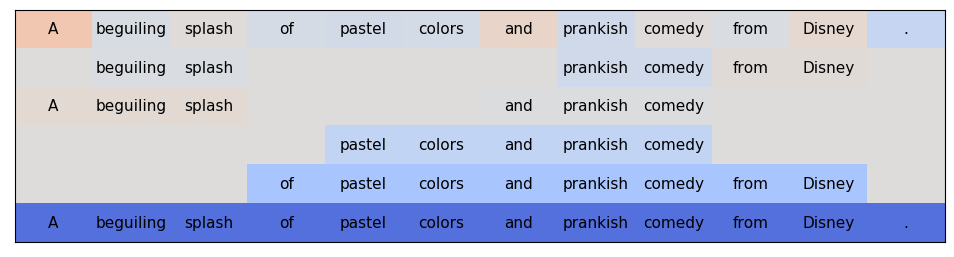 A beguiling splash of pastel colors and prankish comedy from Disney .
beguiling splash prankish comedy from Disney
A beguiling splash and prankish comedy
pastel colors and prankish comedy
of pastel colors and prankish comedy from Disney
A beguiling splash of pastel colors and prankish comedy from Disney .